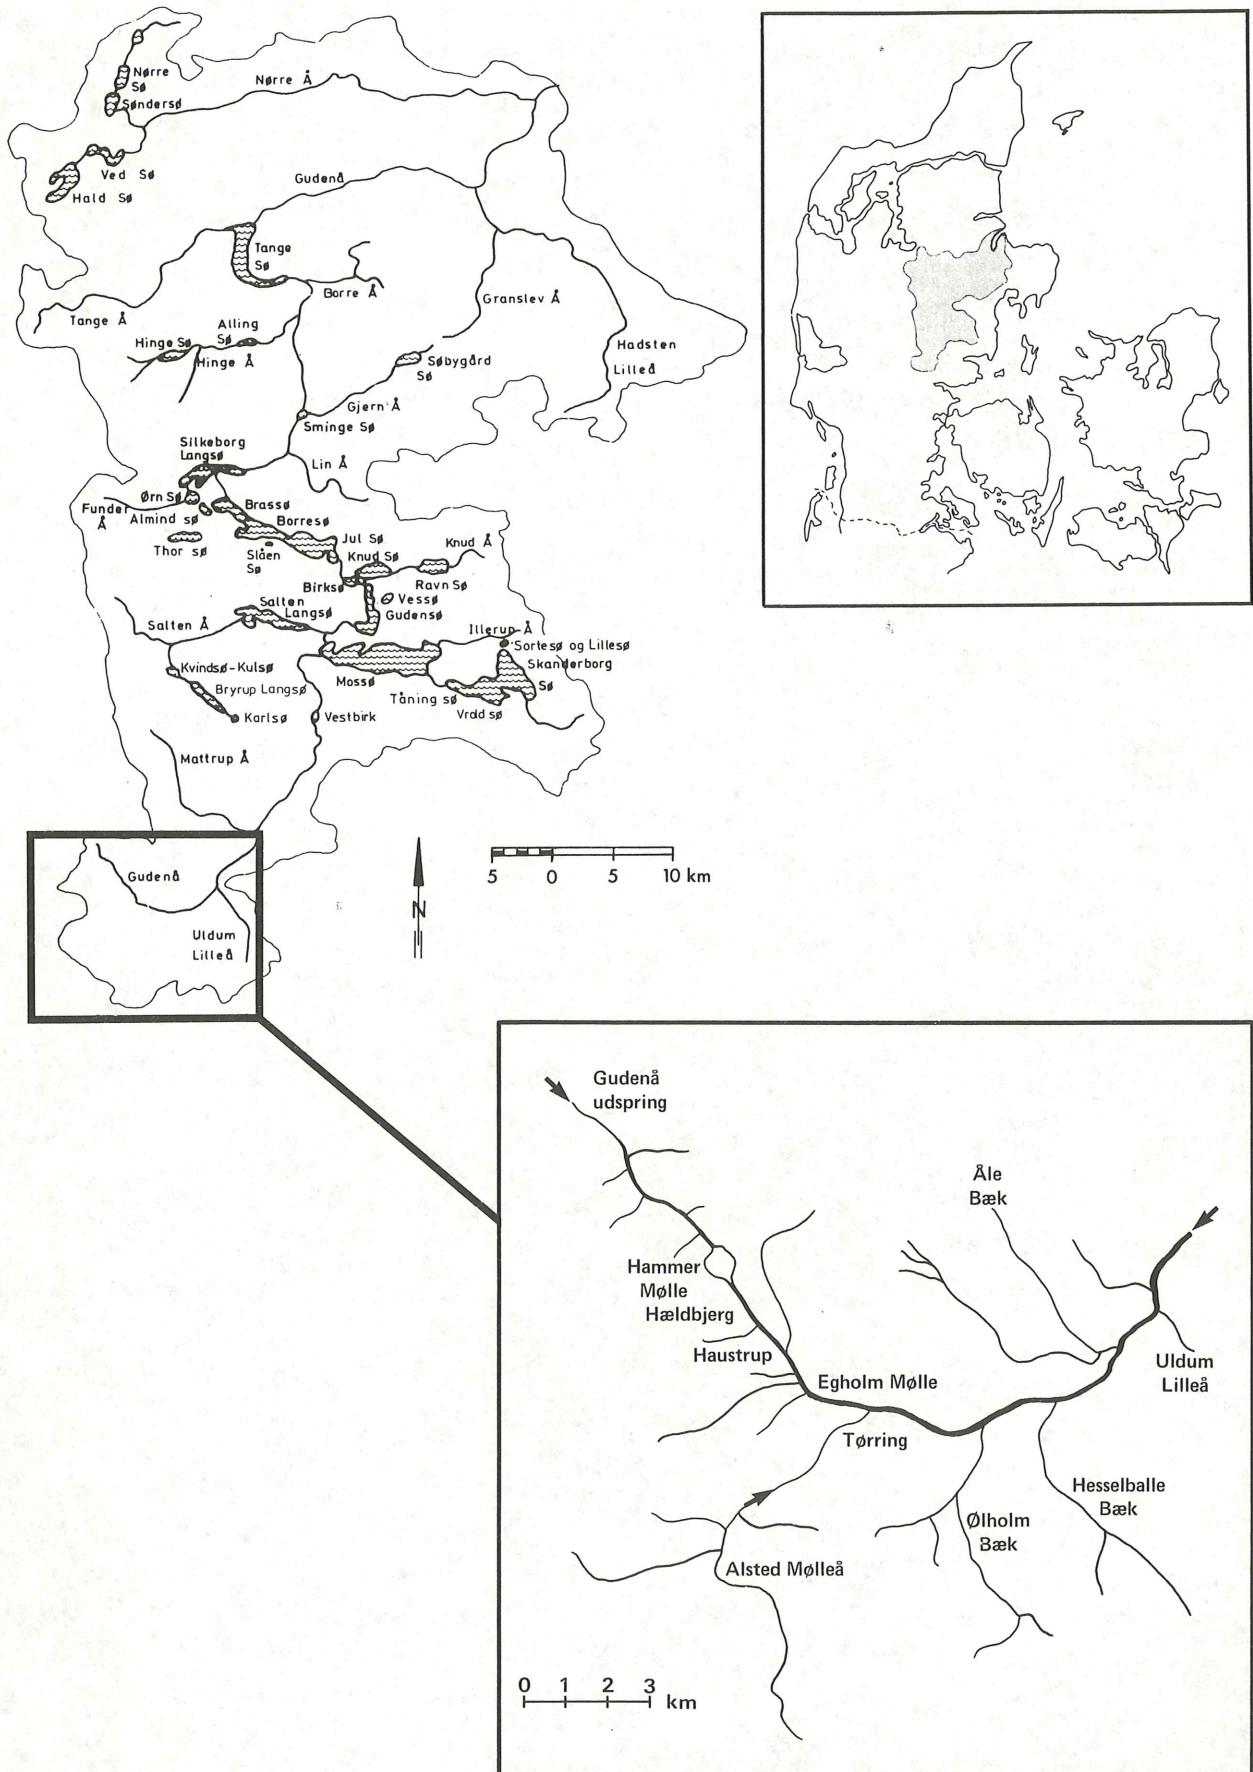 Nørre
Sø
Søndersø
Nørre Å
Ved Sø
Hald Sø
Gudenå
Tange
Sø
Borre Å
Granslev Å
Tange Å
Alling
Sø
Hinge Sø
Hinge Å
Søbygård
Sø
Hadsten
Lilleå
Gjern Å
Sminge Sø
Silkeborg
Langsø
Lin Å
Ørn Sø
Funder
Å
Almind sø
Brassø
Borresø
Thor sø
Slåen
Sø
Jul Sø
Knud Sø
Knud Å
Birksø
Ravn Sø
Vessø
Gudensø
Salten
Langsø
Salten Å
Illerup Å
Sortesø og Lillesø
Skanderborg
Sø
Kvindsø-Kulsø
Bryrup Langsø
Mossø
Tåning sø
Vrold sø
Karlsø
Vestbirk
Mattrup Å
Gudenå
Uldum
Lilleå
N
5 0 5 10 km
Gudenå
udspring
Åle
Bæk
Hammer
Mølle
Hældbjerg
Haustrup
Egholm Mølle
Uldum
Lilleå
Tørring
Hesselballe
Bæk
Ølholm
Bæk
Alsted Mølleå
0 1 2 3
km